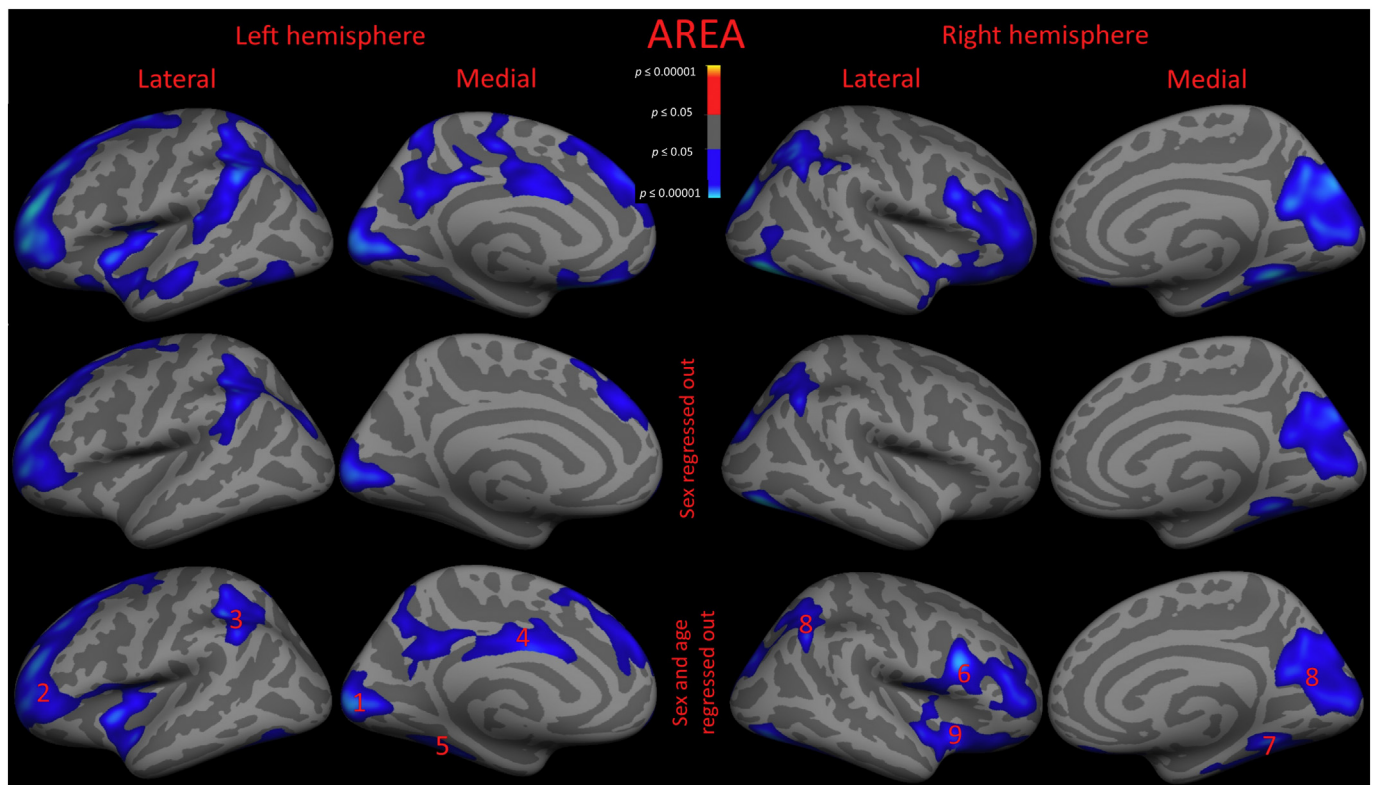 Left hemisphere
AREA
Right hemisphere
Lateral
Medial
p ≤ 0.00001
p ≤ 0.05
p ≤ 0.05
p ≤ 0.00001
Lateral
Medial
Sex regressed out
Sex and age
regressed out
2
3
1
4
5
8
6
9
8
7